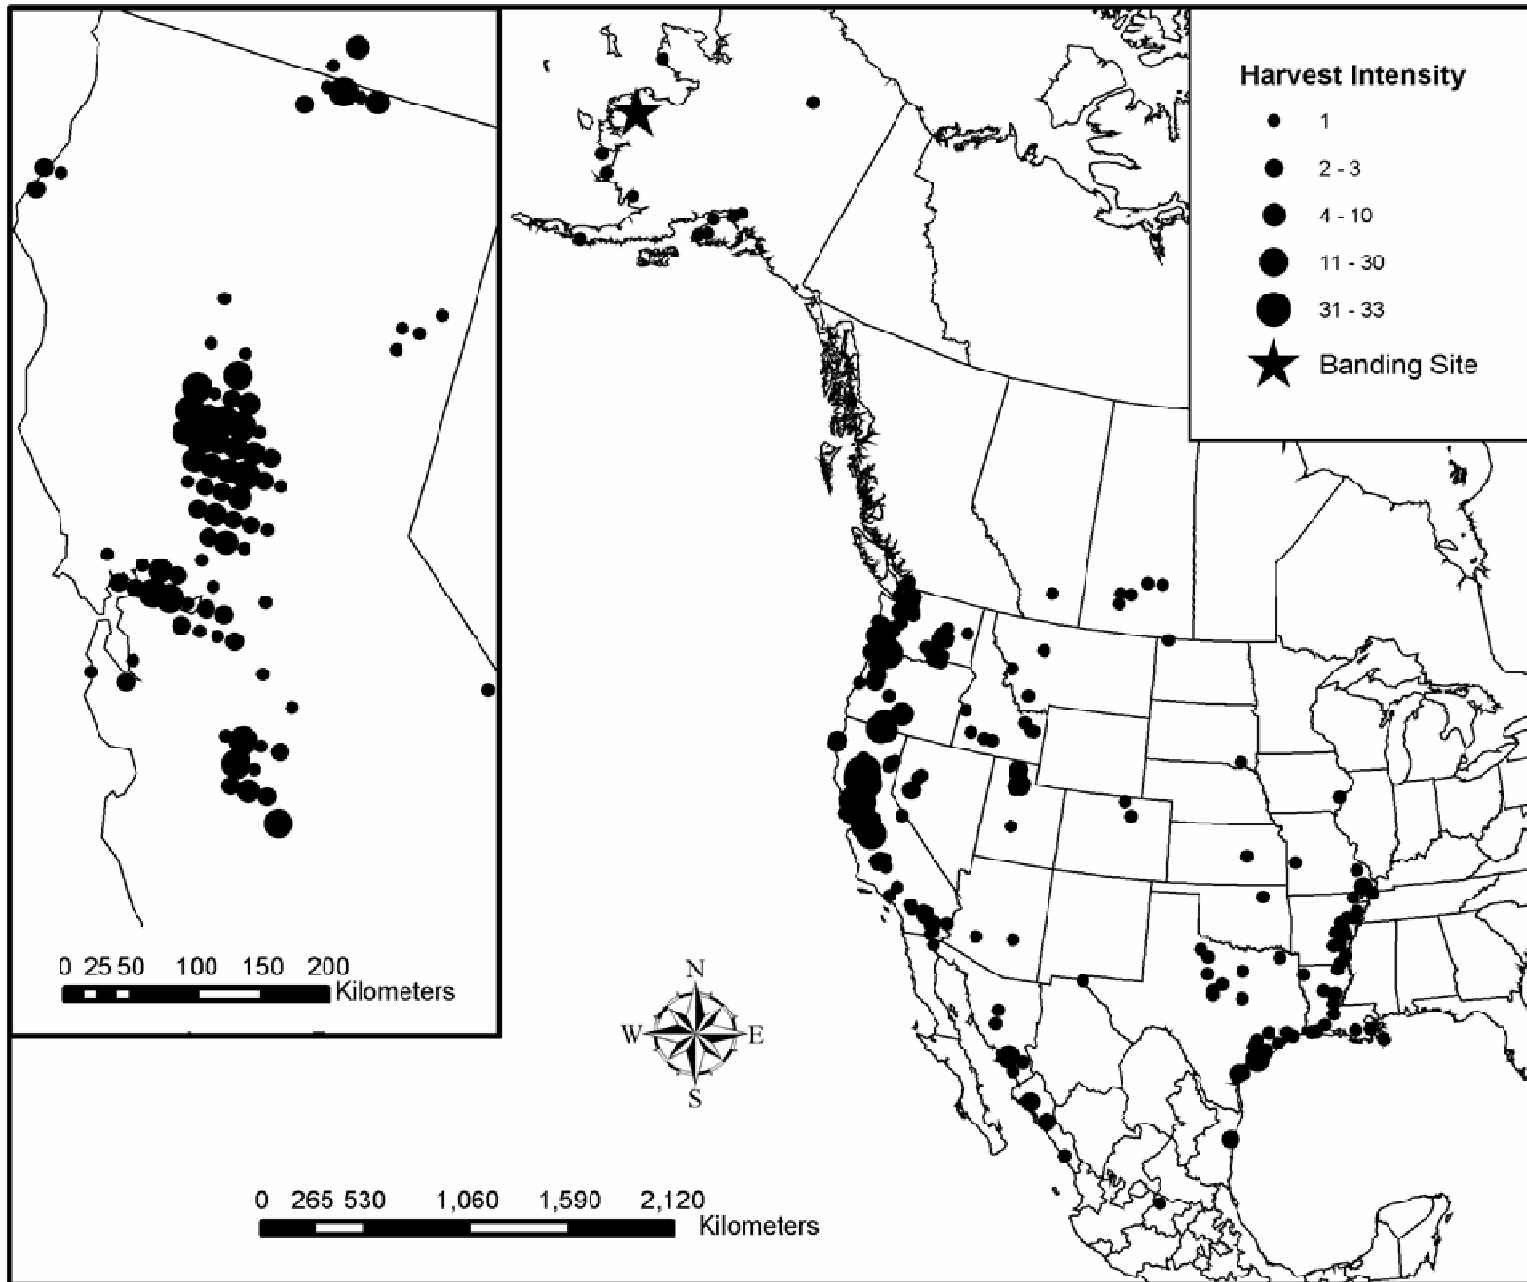 Harvest Intensity
1
2 - 3
4 - 10
11 - 30
31 - 33
Banding Site
0 25 50 100 150 200
Kilometers
N
W E
S
0 265 530 1,060 1,590 2,120
Kilometers